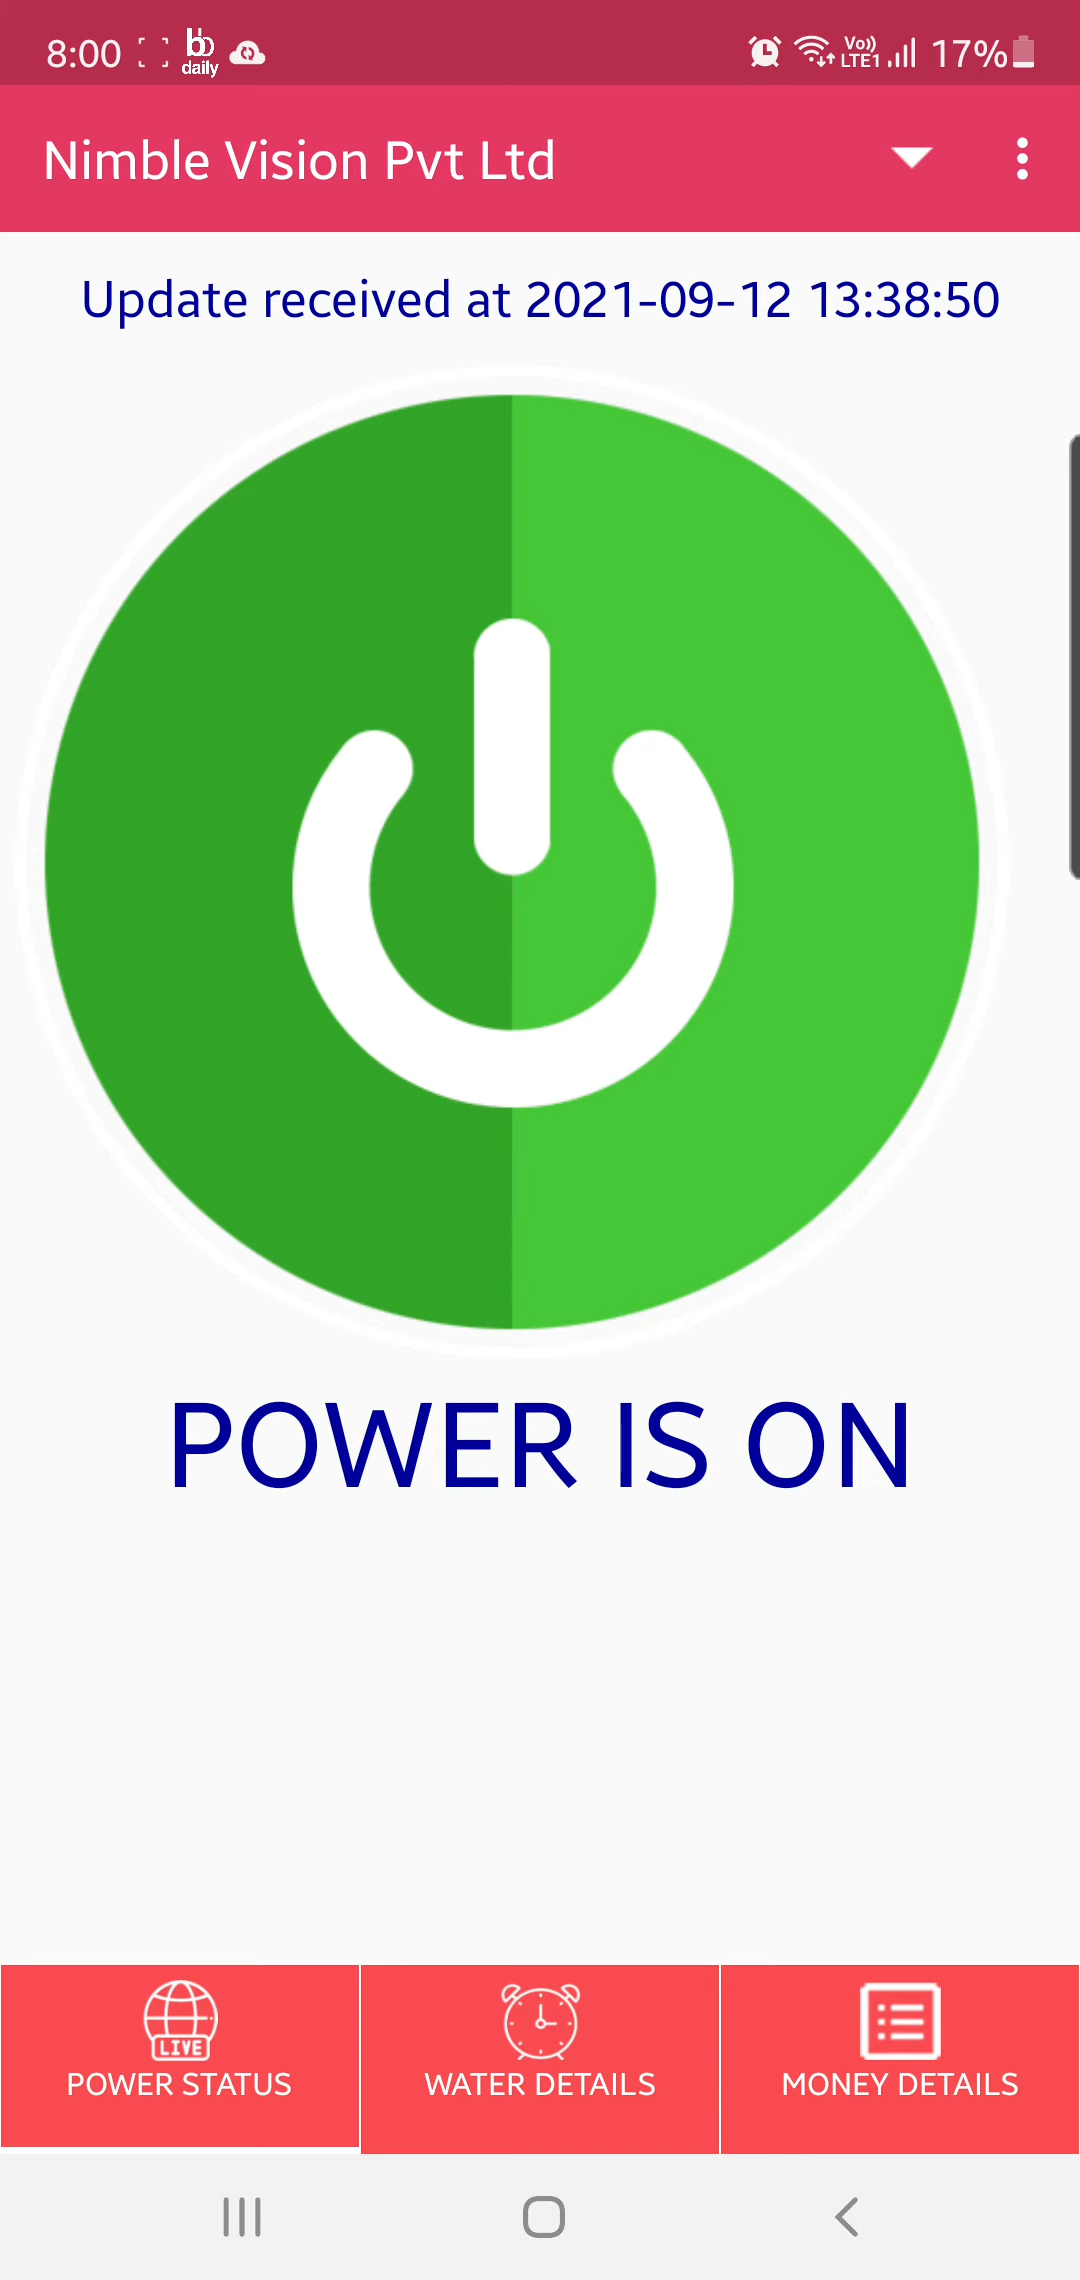 8:00 bb daily Vo)) LTE1 17%
Nimble Vision Pvt Ltd
Update received at 2021-09-12 13:38:50
POWER IS ON
LIVE
POWER STATUS WATER DETAILS MONEY DETAILS